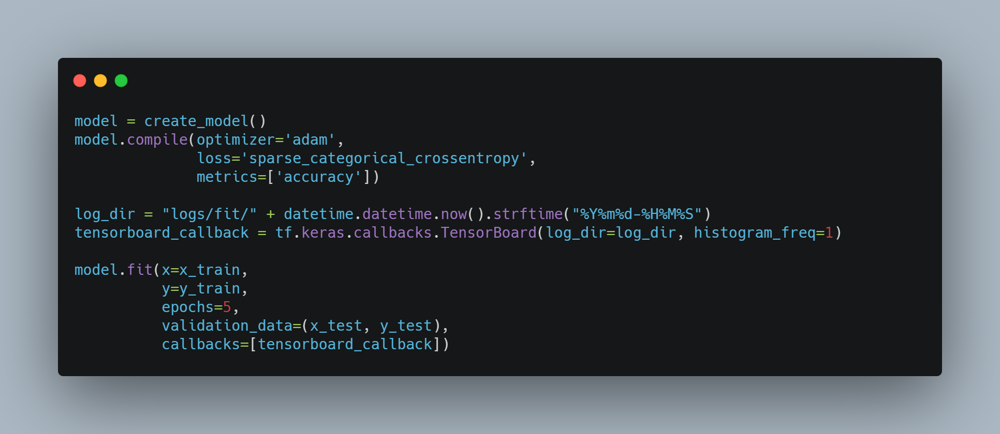 model = create_model()
model.compile(optimizer='adam',
              loss='sparse_categorical_crossentropy',
              metrics=['accuracy'])

log_dir = "logs/fit/" + datetime.datetime.now().strftime("%Y%m%d-%H%M%S")
tensorboard_callback = tf.keras.callbacks.TensorBoard(log_dir=log_dir, histogram_freq=1)

model.fit(x=x_train,
          y=y_train,
          epochs=5,
          validation_data=(x_test, y_test),
          callbacks=[tensorboard_callback])